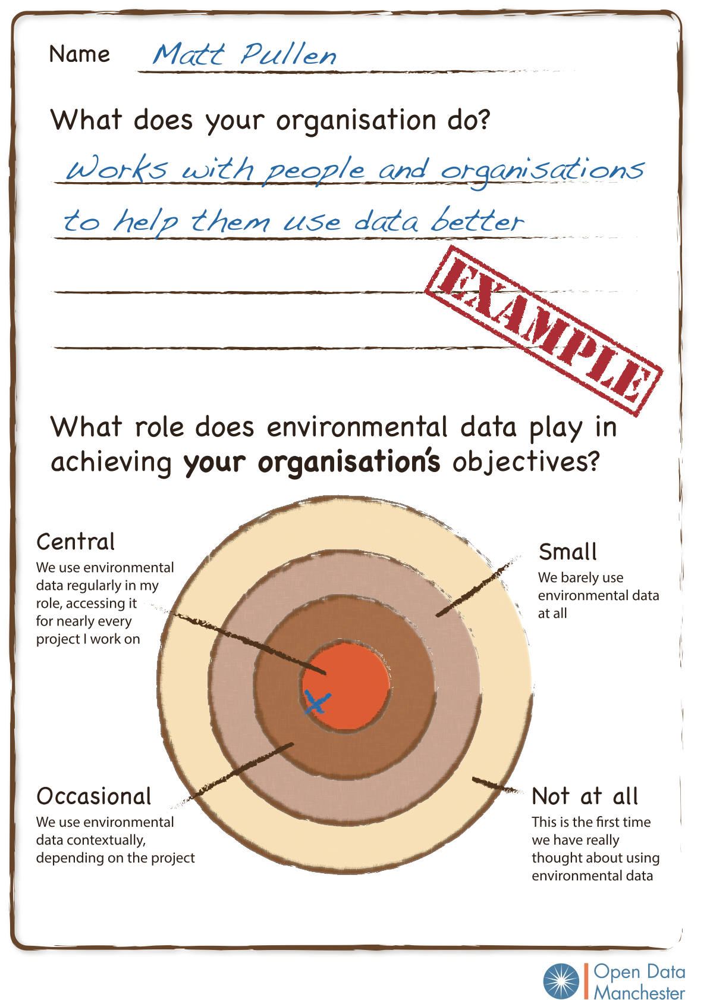 Name Matt Pullen
What does your organisation do?
Works with people and organisations
to help them use data better
EXAMPLE
What role does environmental data play in
achieving your organisation's objectives?
Central
We use environmental
data regularly in my
role, accessing it
for nearly every
project I work on
Small
We barely use
environmental data
at all
Occasional
We use environmental
data contextually,
depending on the project
Not at all
This is the first time
we have really
thought about using
environmental data
Open Data
Manchester